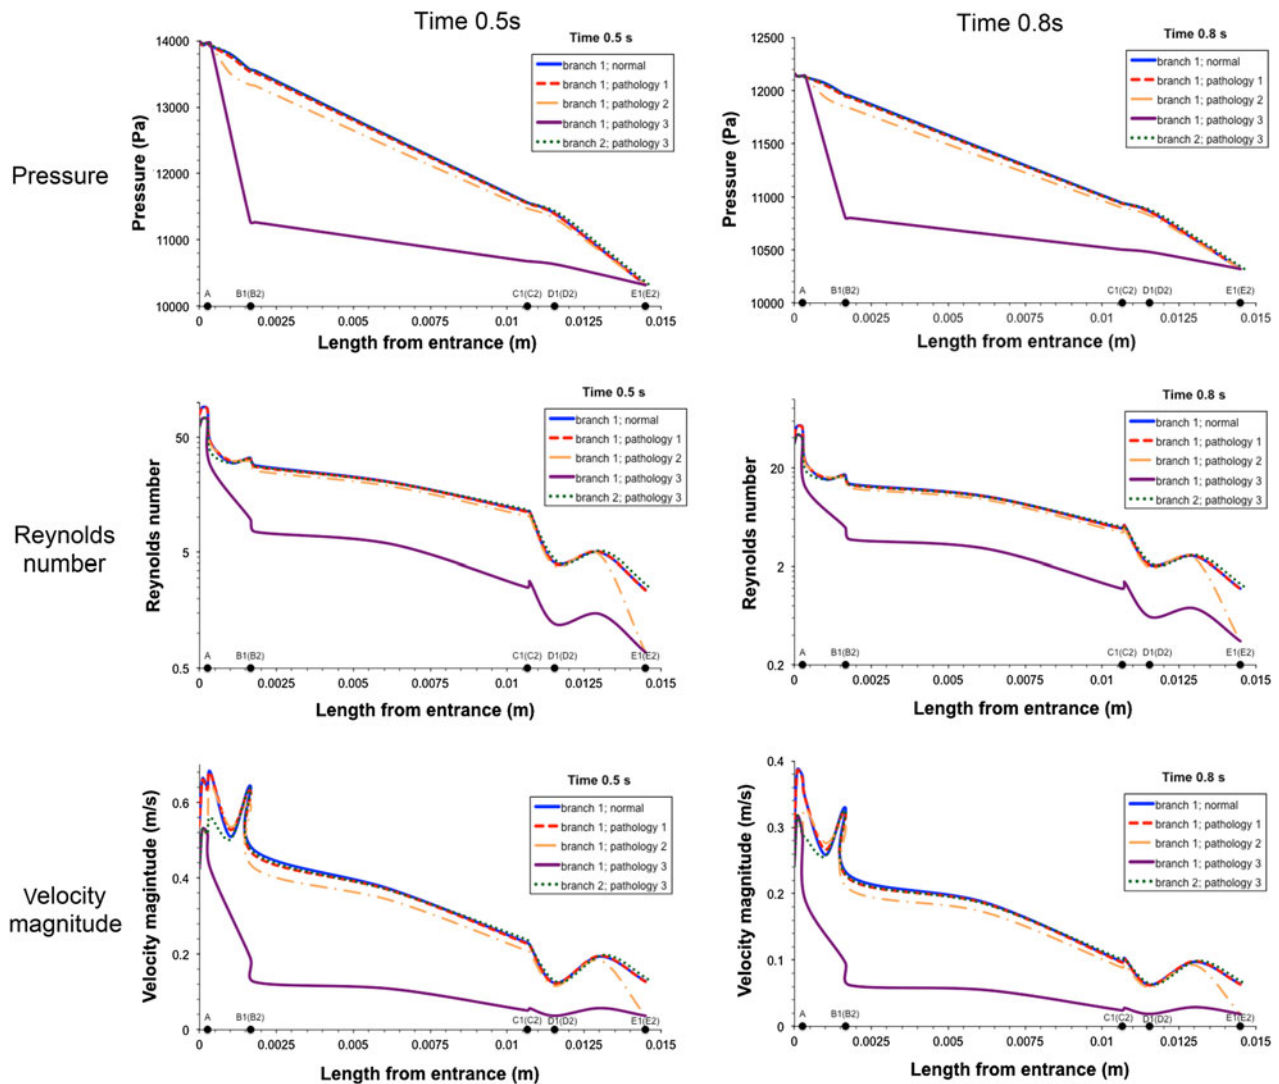 Time 0.5s
Time 0.8s
Pressure
Pressure (Pa)
14000
13000
12000
11000
10000
Time 0.5 s
branch 1; normal
branch 1; pathology 1
branch 1; pathology 2
branch 1; pathology 3
branch 2; pathology 3
A
B1(B2)
C1(C2)
D1(D2)
E1(E2)
0
0.0025
0.005
0.0075
0.01
0.0125
0.015
Length from entrance (m)
Pressure (Pa)
12500
12000
11500
11000
10500
10000
Time 0.8 s
branch 1; normal
branch 1; pathology 1
branch 1; pathology 2
branch 1; pathology 3
branch 2; pathology 3
A
B1(B2)
C1(C2)
D1(D2)
E1(E2)
0
0.0025
0.005
0.0075
0.01
0.0125
0.015
Length from entrance (m)
Reynolds
number
Reynolds number
50
5
0.5
Time 0.5 s
branch 1; normal
branch 1; pathology 1
branch 1; pathology 2
branch 1; pathology 3
branch 2; pathology 3
A
B1(B2)
C1(C2)
D1(D2)
E1(E2)
0
0.0025
0.005
0.0075
0.01
0.0125
0.015
Length from entrance (m)
Reynolds number
20
2
0.2
Time 0.8 s
branch 1; normal
branch 1; pathology 1
branch 1; pathology 2
branch 1; pathology 3
branch 2; pathology 3
A
B1(B2)
C1(C2)
D1(D2)
E1(E2)
0
0.0025
0.005
0.0075
0.01
0.0125
0.015
Length from entrance (m)
Velocity
magnitude
Velocity magintude (m/s)
0.6
0.4
0.2
0
Time 0.5 s
branch 1; normal
branch 1; pathology 1
branch 1; pathology 2
branch 1; pathology 3
branch 2; pathology 3
A
B1(B2)
C1(C2)
D1(D2)
E1(E2)
0
0.0025
0.005
0.0075
0.01
0.0125
0.015
Length from entrance (m)
Velocity magnitude (m/s)
0.4
0.3
0.2
0.1
0
Time 0.8 s
branch 1; normal
branch 1; pathology 1
branch 1; pathology 2
branch 1; pathology 3
branch 2; pathology 3
A
B1(B2)
C1(C2)
D1(D2)
E1(E2)
0
0.0025
0.005
0.0075
0.01
0.0125
0.015
Length from entrance (m)